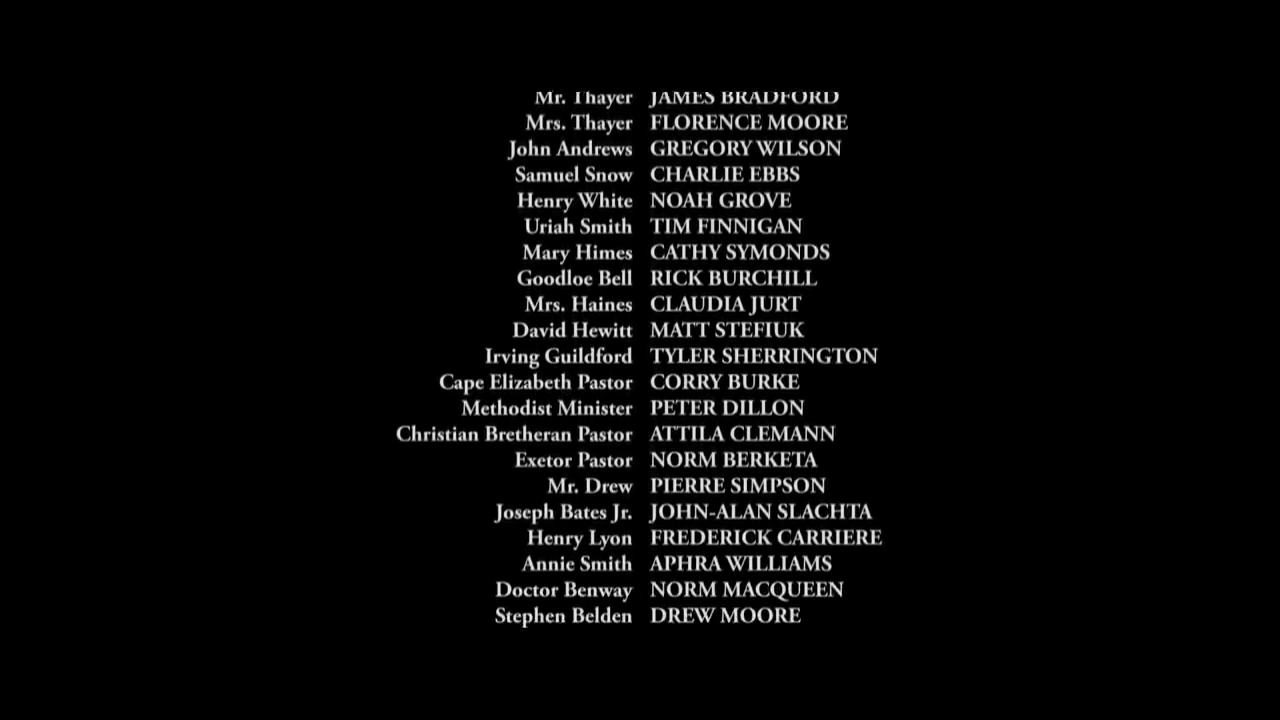 Mr. Thayer JAMES BRADFORD
Mrs. Thayer FLORENCE MOORE
John Andrews GREGORY WILSON
Samuel Snow CHARLIE EBBS
Henry White NOAH GROVE
Uriah Smith TIM FINNIGAN
Mary Himes CATHY SYMONDS
Goodloe Bell RICK BURCHILL
Mrs. Haines CLAUDIA JURT
David Hewitt MATT STEFIUK
Irving Guildford TYLER SHERRINGTON
Cape Elizabeth Pastor CORRY BURKE
Methodist Minister PETER DILLON
Christian Bretheran Pastor ATTILA CLEMANN
Exetor Pastor NORM BERKETA
Mr. Drew PIERRE SIMPSON
Joseph Bates Jr. JOHN-ALAN SLACHTA
Henry Lyon FREDERICK CARRIERE
Annie Smith APHRA WILLIAMS
Doctor Benway NORM MACQUEEN
Stephen Belden DREW MOORE